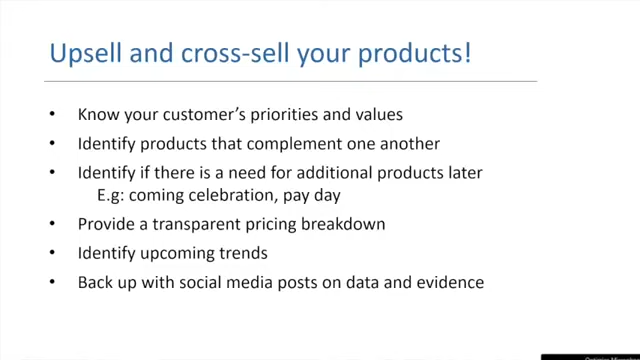 Upsell and cross-sell your products!
• Know your customer's priorities and values
• Identify products that complement one another
• Identify if there is a need for additional products later
E.g: coming celebration, pay day
• Provide a transparent pricing breakdown
• Identify upcoming trends
• Back up with social media posts on data and evidence